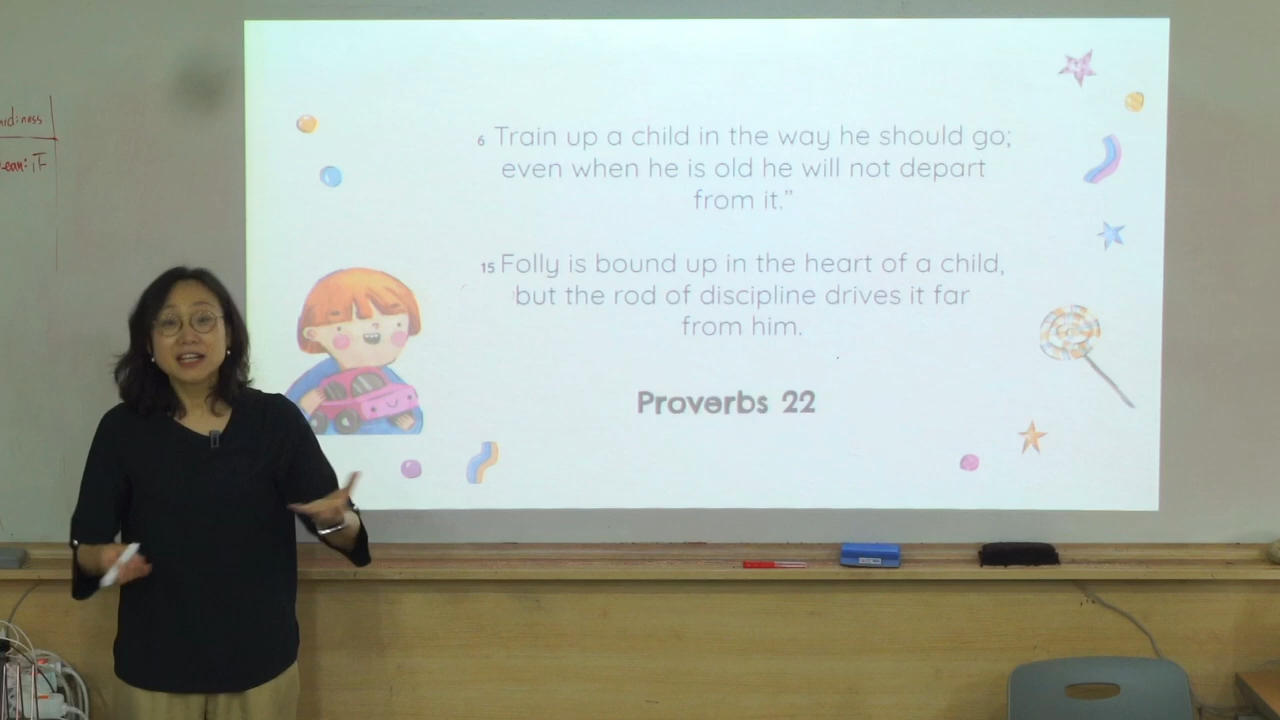 6 Train up a child in the way he should go;
even when he is old he will not depart
from it.”
15 Folly is bound up in the heart of a child,
but the rod of discipline drives it far
from him.
Proverbs 22